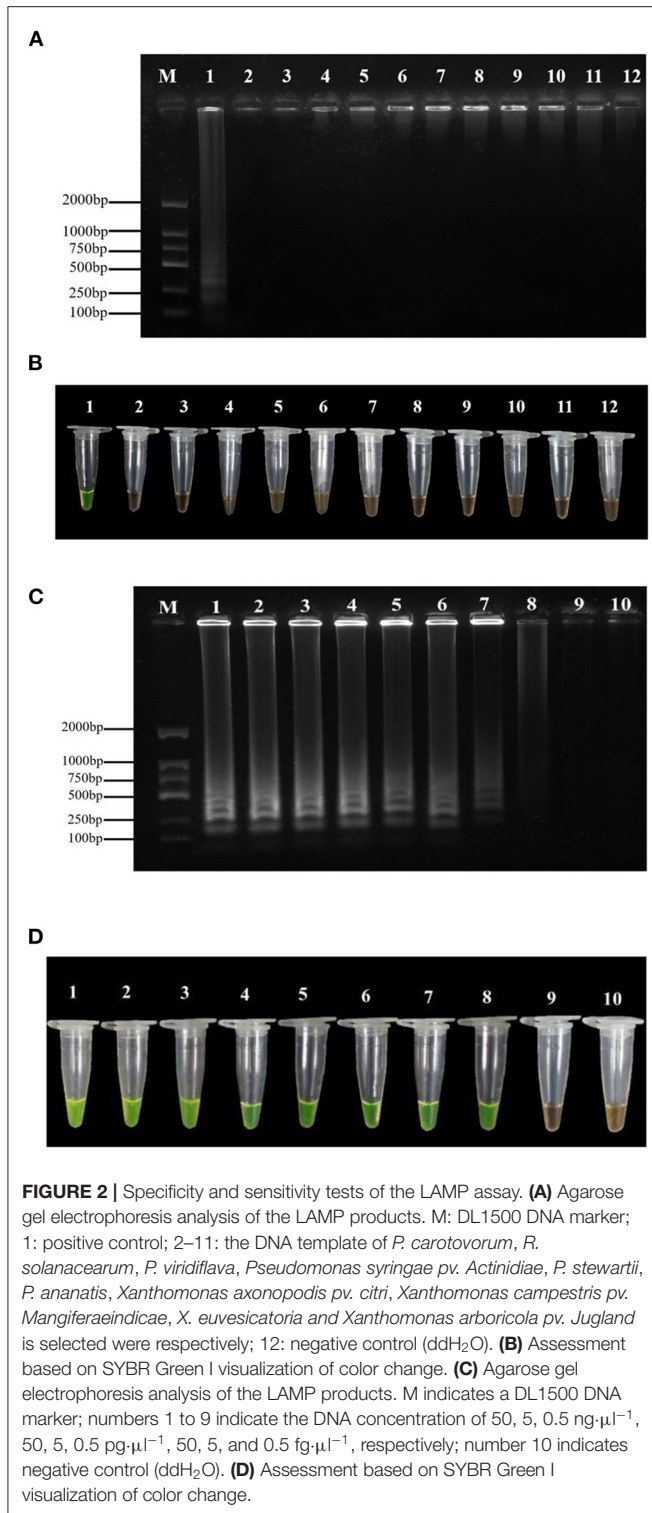 A
M 1 2 3 4 5 6 7 8 9 10 11 12
2000bp
1000bp
750bp
500bp
250bp
100bp
B
1 2 3 4 5 6 7 8 9 10 11 12
C
M 1 2 3 4 5 6 7 8 9 10
2000bp
1000bp
750bp
500bp
250bp
100bp
D
1 2 3 4 5 6 7 8 9 10
FIGURE 2 | Specificity and sensitivity tests of the LAMP assay. (A) Agarose
gel electrophoresis analysis of the LAMP products. M: DL1500 DNA marker;
1: positive control; 2–11: the DNA template of P. carotovorum, R.
solanacearum, P. viridiflava, Pseudomonas syringae pv. Actinidiae, P. stewartii,
P. ananatis, Xanthomonas axonopodis pv. citri, Xanthomonas campestris pv.
Mangiferaeindicae, X. euvesicatoria and Xanthomonas arboricola pv. Jugland
is selected were respectively; 12: negative control (ddH₂O). (B) Assessment
based on SYBR Green I visualization of color change. (C) Agarose gel
electrophoresis analysis of the LAMP products. M indicates a DL1500 DNA
marker; numbers 1 to 9 indicate the DNA concentration of 50, 5, 0.5 ng·μl⁻¹,
50, 5, 0.5 pg·μl⁻¹, 50, 5, and 0.5 fg·μl⁻¹, respectively; number 10 indicates
negative control (ddH₂O). (D) Assessment based on SYBR Green I
visualization of color change.